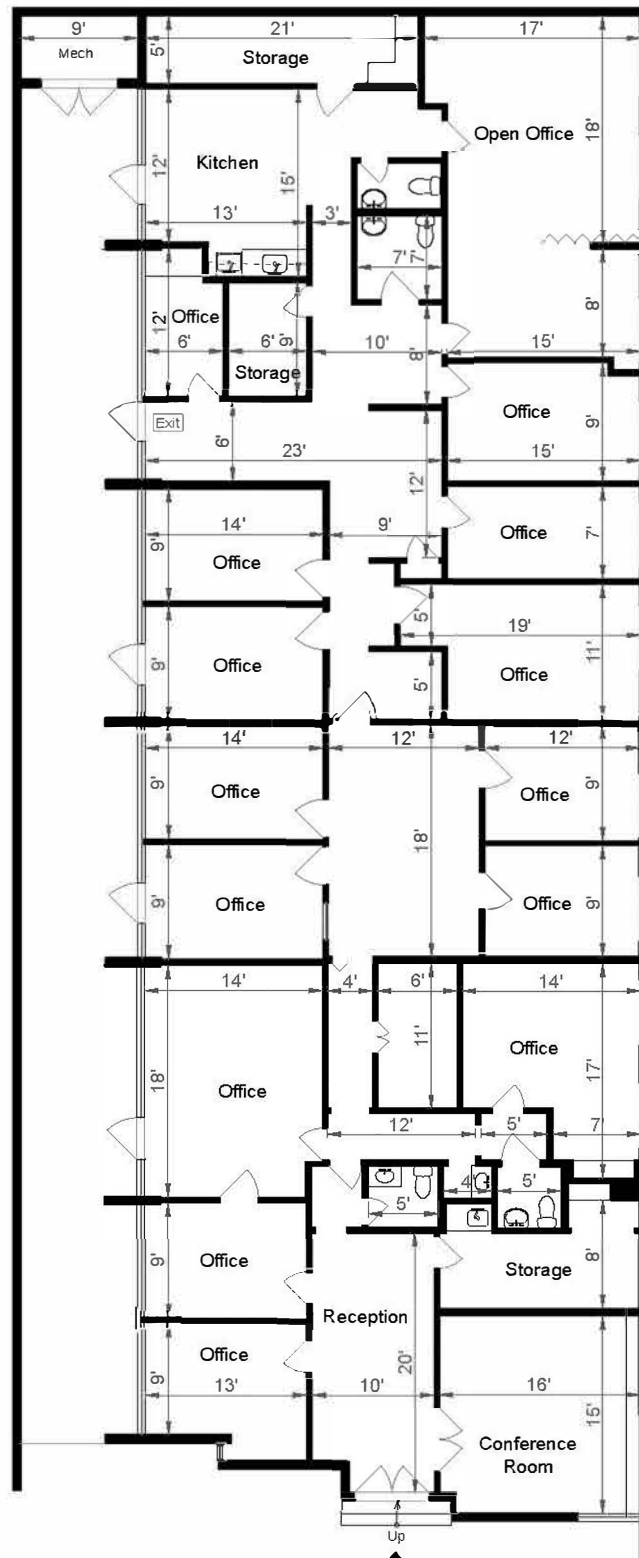 9'
21'
17'
Mech
5'
Storage
Open Office
18'
12'
Kitchen
15'
13'
3'
7'
7'
12'
Office
6'
6'
9'
Storage
10'
8'
8'
15'
Office
9'
15'
Exit
6'
23'
12'
14'
9'
9'
Office
Office
7'
5'
19'
9'
Office
11'
Office
5'
14'
12'
12'
9'
Office
Office
9'
18'
9'
Office
Office
9'
14'
4'
6'
14'
11'
Office
17'
18'
Office
12'
5'
7'
5'
4'
5'
9'
Office
Storage
8'
Reception
Office
20'
9'
13'
10'
16'
15'
Conference
Room
Up